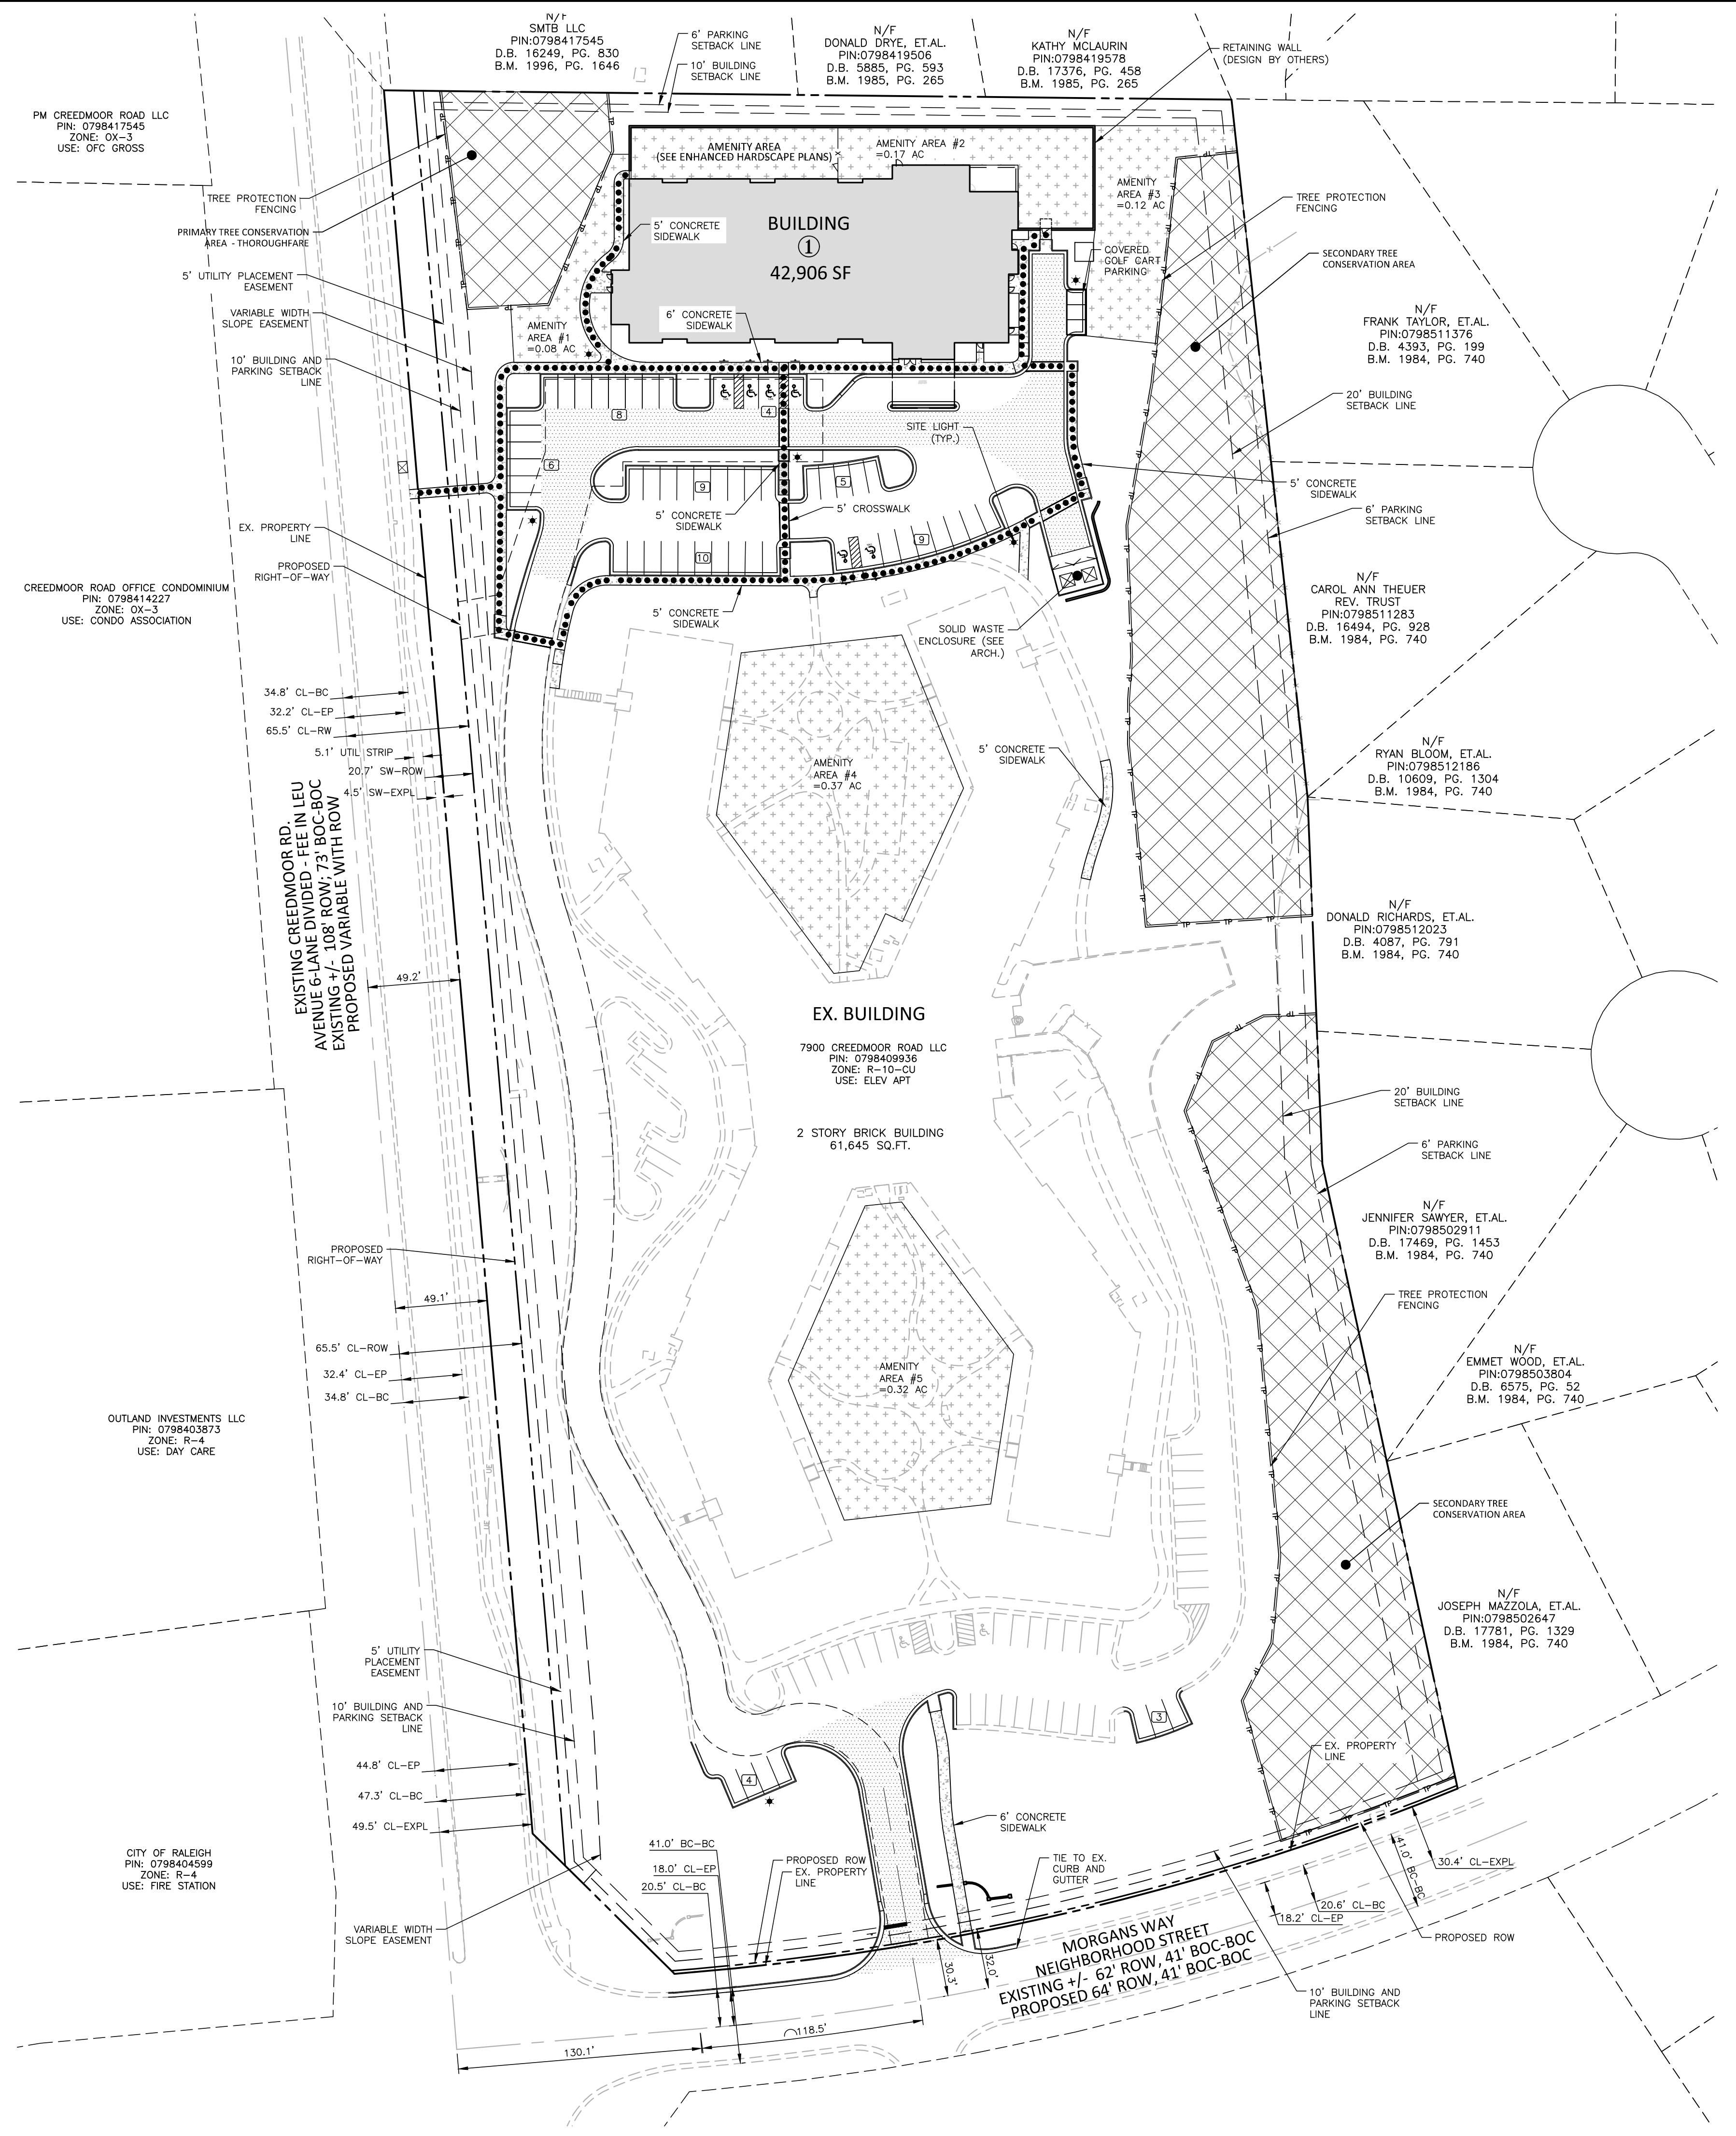 N/F
SMTB LLC
PIN:0798417545
D.B. 16249, PG. 830
B.M. 1996, PG. 1646
6' PARKING
SETBACK LINE
10' BUILDING
SETBACK LINE
N/F
DONALD DRYE, ET.AL.
PIN:0798419506
D.B. 5885, PG. 593
B.M. 1985, PG. 265
N/F
KATHY MCLAURIN
PIN:0798419578
D.B. 17376, PG. 458
B.M. 1985, PG. 265
RETAINING WALL
(DESIGN BY OTHERS)
PM CREEDMOOR ROAD LLC
PIN: 0798417545
ZONE: OX-3
USE: OFC GROSS
TREE PROTECTION
FENCING
PRIMARY TREE CONSERVATION
AREA - THOROUGHFARE
5' UTILITY PLACEMENT
EASEMENT
VARIABLE WIDTH
SLOPE EASEMENT
10' BUILDING AND
PARKING SETBACK
LINE
AMENITY AREA
(SEE ENHANCED HARDSCAPE PLANS)
AMENITY AREA #2
=0.17 AC
AMENITY
AREA #3
=0.12 AC
5' CONCRETE
SIDEWALK
BUILDING
1
42,906 SF
COVERED
GOLF CART
PARKING
6' CONCRETE
SIDEWALK
AMENITY
AREA #1
=0.08 AC
TREE PROTECTION
FENCING
SECONDARY TREE
CONSERVATION AREA
N/F
FRANK TAYLOR, ET.AL.
PIN:0798511376
D.B. 4393, PG. 199
B.M. 1984, PG. 740
20' BUILDING
SETBACK LINE
8
4
SITE LIGHT
(TYP.)
6
9
5
5' CONCRETE
SIDEWALK
5' CROSSWALK
5' CONCRETE
SIDEWALK
6' PARKING
SETBACK LINE
EX. PROPERTY
LINE
PROPOSED
RIGHT-OF-WAY
10
9
CREEDMOOR ROAD OFFICE CONDOMINIUM
PIN: 0798414227
ZONE: OX-3
USE: CONDO ASSOCIATION
5' CONCRETE
SIDEWALK
SOLID WASTE
ENCLOSURE (SEE
ARCH.)
N/F
CAROL ANN THEUER
REV. TRUST
PIN:0798511283
D.B. 16494, PG. 928
B.M. 1984, PG. 740
34.8' CL-BC
32.2' CL-EP
65.5' CL-RW
5.1' UTIL STRIP
20.7' SW-ROW
4.5' SW-EXPL
EXISTING CREEDMOOR RD.
AVENUE 6-LANE DIVIDED - FEE IN LEU
EXISTING +/- 108' ROW; 73' BOC-BOC
PROPOSED VARIABLE WITH ROW
AMENITY
AREA #4
=0.37 AC
5' CONCRETE
SIDEWALK
N/F
RYAN BLOOM, ET.AL.
PIN:0798512186
D.B. 10609, PG. 1304
B.M. 1984, PG. 740
N/F
DONALD RICHARDS, ET.AL.
PIN:0798512023
D.B. 4087, PG. 791
B.M. 1984, PG. 740
49.2'
EX. BUILDING
7900 CREEDMOOR ROAD LLC
PIN: 0798409936
ZONE: R-10-CU
USE: ELEV APT
2 STORY BRICK BUILDING
61,645 SQ.FT.
20' BUILDING
SETBACK LINE
6' PARKING
SETBACK LINE
N/F
JENNIFER SAWYER, ET.AL.
PIN:0798502911
D.B. 17469, PG. 1453
B.M. 1984, PG. 740
PROPOSED
RIGHT-OF-WAY
49.1'
65.5' CL-ROW
32.4' CL-EP
34.8' CL-BC
AMENITY
AREA #5
=0.32 AC
TREE PROTECTION
FENCING
N/F
EMMET WOOD, ET.AL.
PIN:0798503804
D.B. 6575, PG. 52
B.M. 1984, PG. 740
OUTLAND INVESTMENTS LLC
PIN: 0798403873
ZONE: R-4
USE: DAY CARE
SECONDARY TREE
CONSERVATION AREA
N/F
JOSEPH MAZZOLA, ET.AL.
PIN:0798502647
D.B. 17781, PG. 1329
B.M. 1984, PG. 740
5' UTILITY
PLACEMENT
EASEMENT
10' BUILDING AND
PARKING SETBACK
LINE
3
EX. PROPERTY
LINE
44.8' CL-EP
47.3' CL-BC
49.5' CL-EXPL
4
6' CONCRETE
SIDEWALK
CITY OF RALEIGH
PIN: 0798404599
ZONE: R-4
USE: FIRE STATION
41.0' BC-BC
18.0' CL-EP
20.5' CL-BC
PROPOSED ROW
EX. PROPERTY
LINE
TIE TO EX.
CURB AND
GUTTER
41.0' BC-BC
30.4' CL-EXPL
20.6' CL-BC
18.2' CL-EP
PROPOSED ROW
VARIABLE WIDTH
SLOPE EASEMENT
30.3'
32.0'
MORGANS WAY
NEIGHBORHOOD STREET
EXISTING +/- 62' ROW, 41' BOC-BOC
PROPOSED 64' ROW, 41' BOC-BOC
10' BUILDING AND
PARKING SETBACK
LINE
118.5'
130.1'